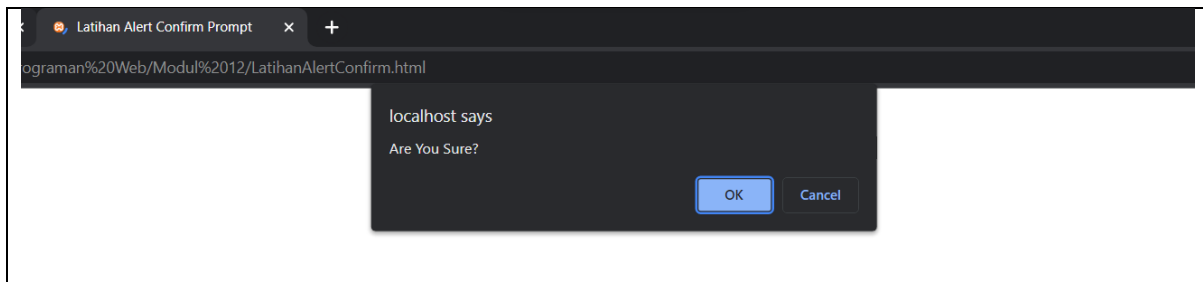 Latihan Alert Confirm Prompt
ograman%20Web/Modul%2012/LatihanAlertConfirm.html
localhost says
Are You Sure?
OK Cancel